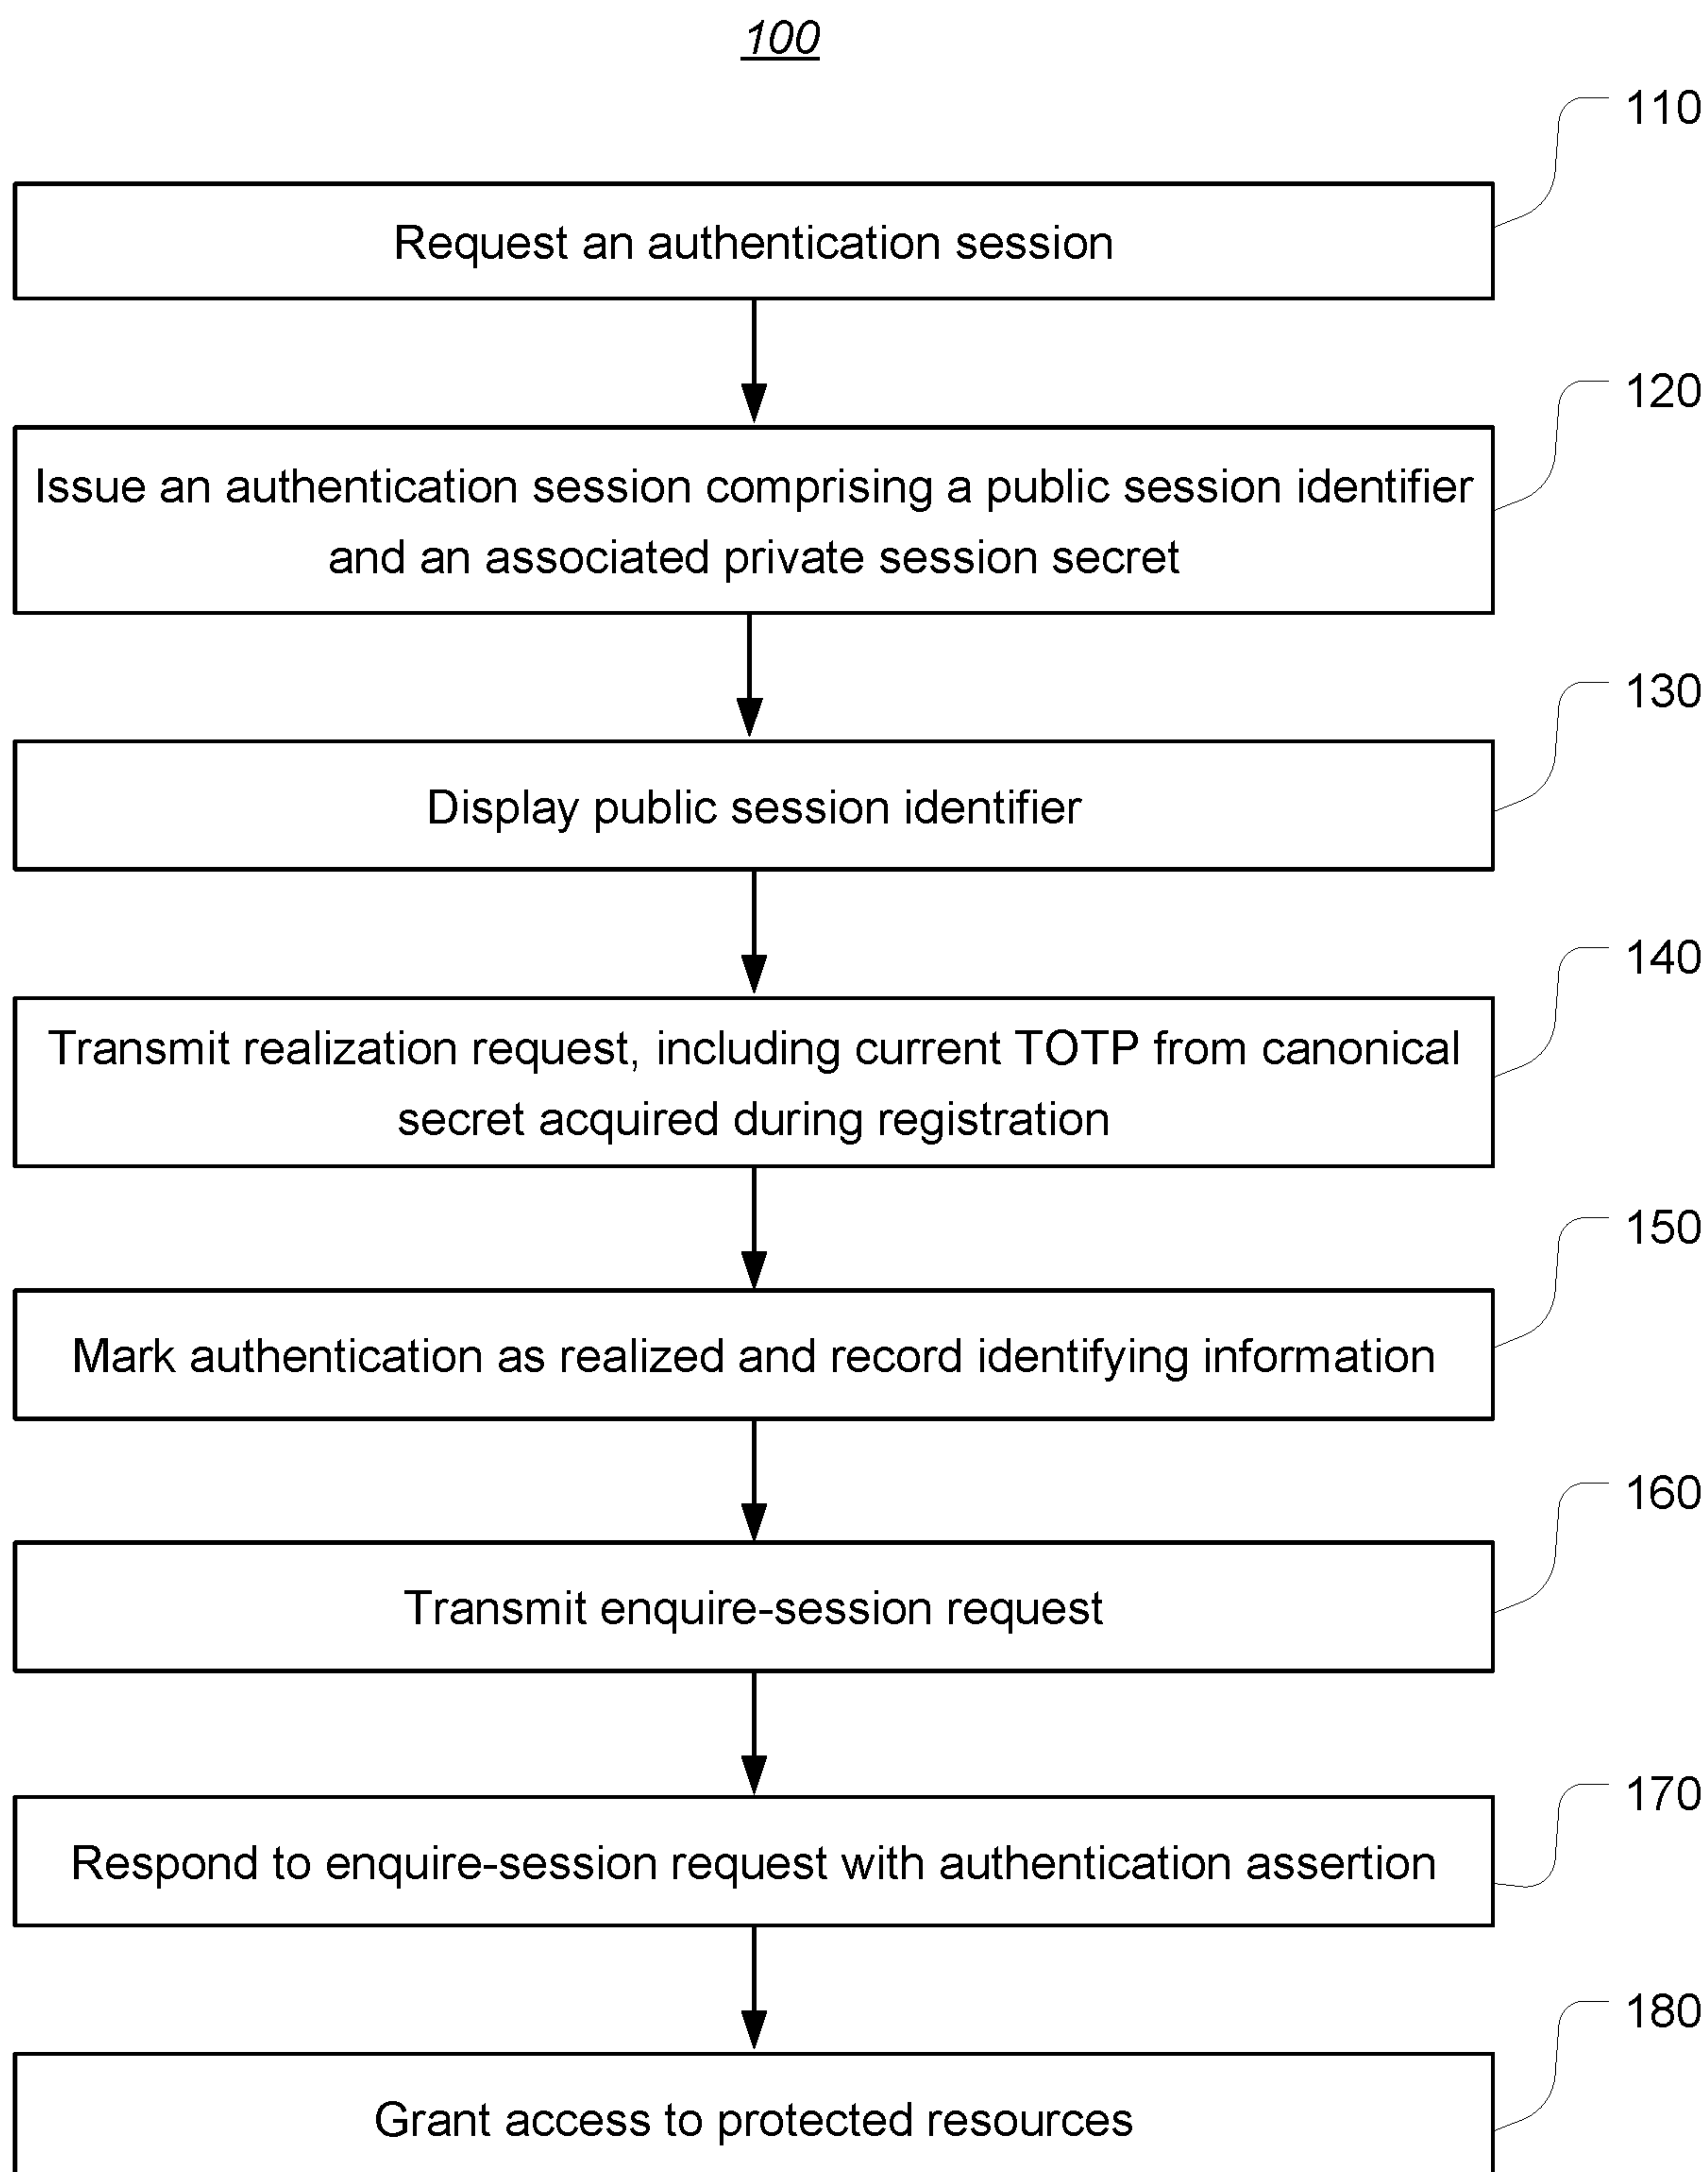 100
110
Request an authentication session
120
Issue an authentication session comprising a public session identifier
and an associated private session secret
130
Display public session identifier
140
Transmit realization request, including current TOTP from canonical
secret acquired during registration
150
Mark authentication as realized and record identifying information
160
Transmit enquire-session request
170
Respond to enquire-session request with authentication assertion
180
Grant access to protected resources